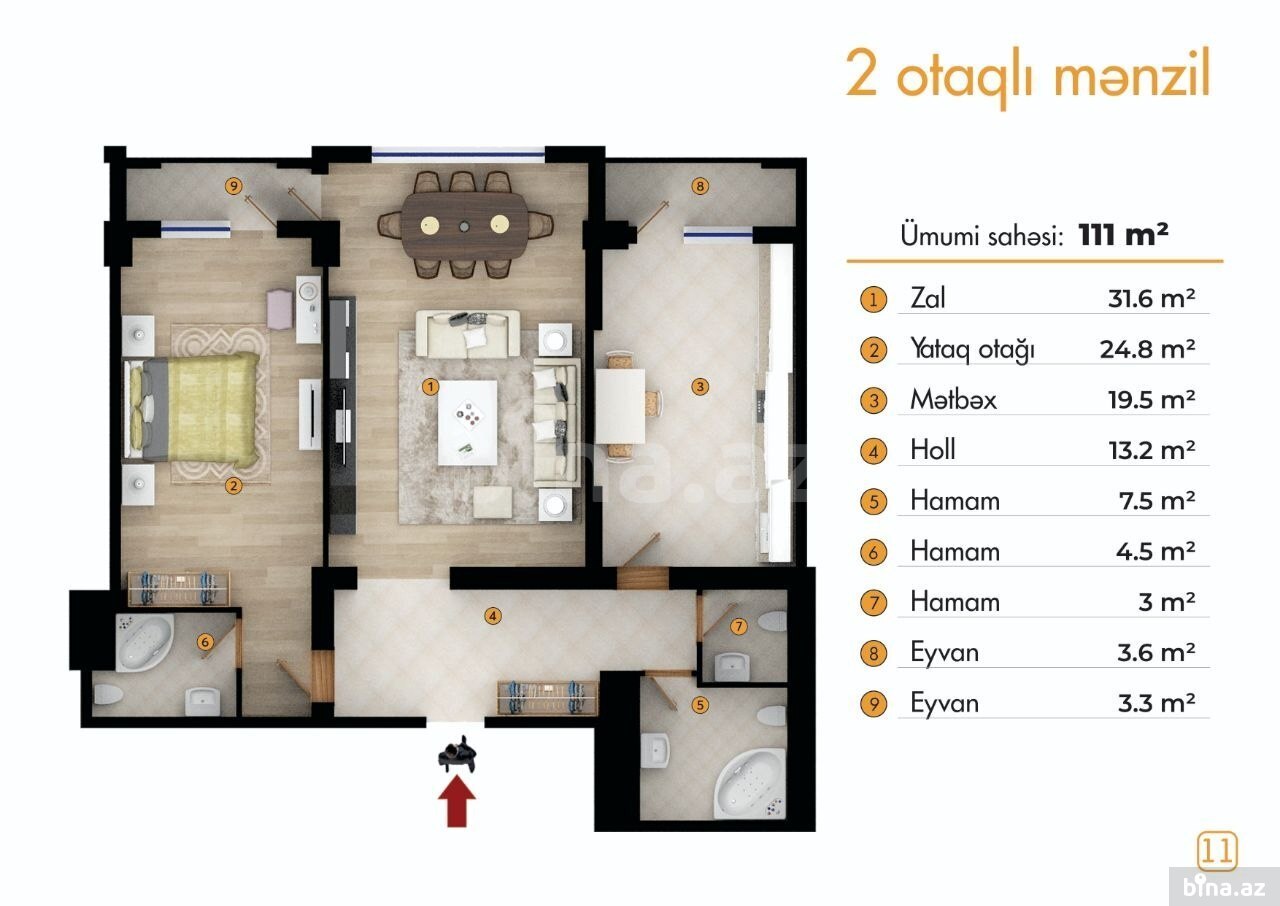 2 otaqlı mənzil
Ümumi sahəsi: 111 m²
1 Zal 31.6 m²
2 Yataq otağı 24.8 m²
3 Mətbəx 19.5 m²
4 Holl 13.2 m²
5 Hamam 7.5 m²
6 Hamam 4.5 m²
7 Hamam 3 m²
8 Eyvan 3.6 m²
9 Eyvan 3.3 m²
9
8
1
3
2
4
6
7
5
bina.az
11
bina.az